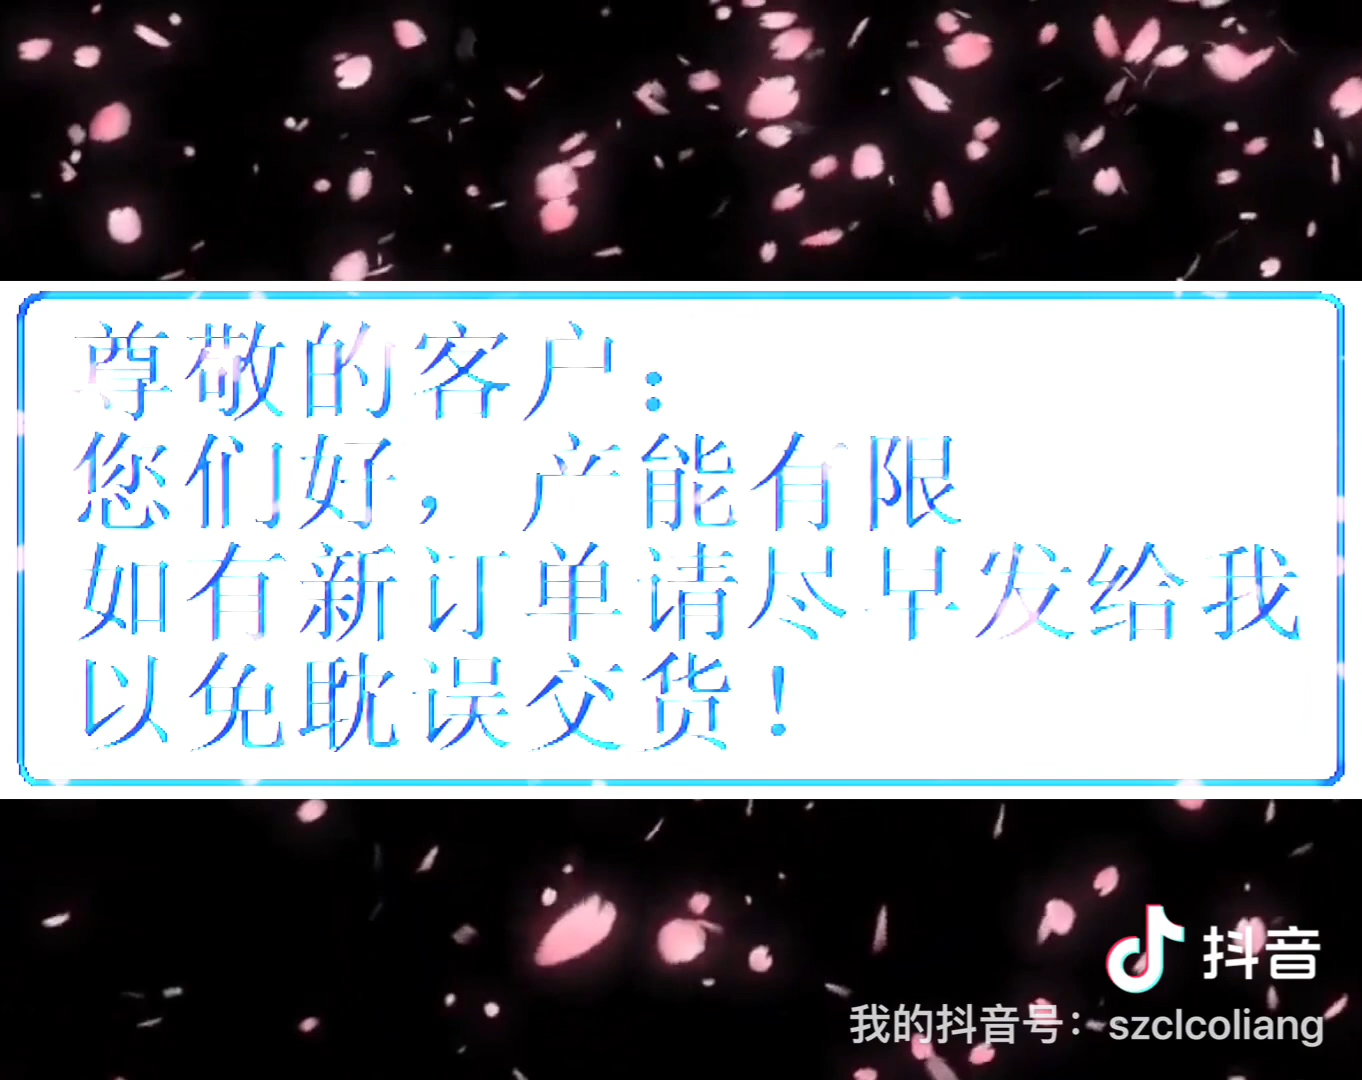 尊敬的客户：
您们好，产能有限
如有新订单请尽早发给我
以免耽误交货！
抖音
我的抖音号：szclcoliang